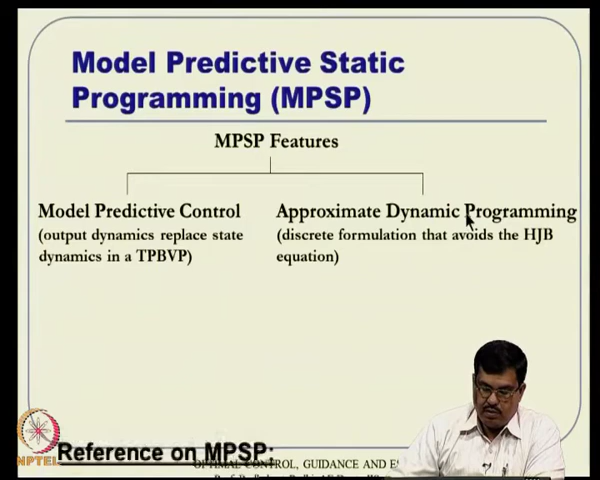 Model Predictive Static
Programming (MPSP)
MPSP Features
Model Predictive Control
(output dynamics replace state
dynamics in a TPBVP)
Approximate Dynamic Programming
(discrete formulation that avoids the HJB
equation)
Reference on MPSP:
OPTIMAL CONTROL, GUIDANCE AND ES
NPTEL